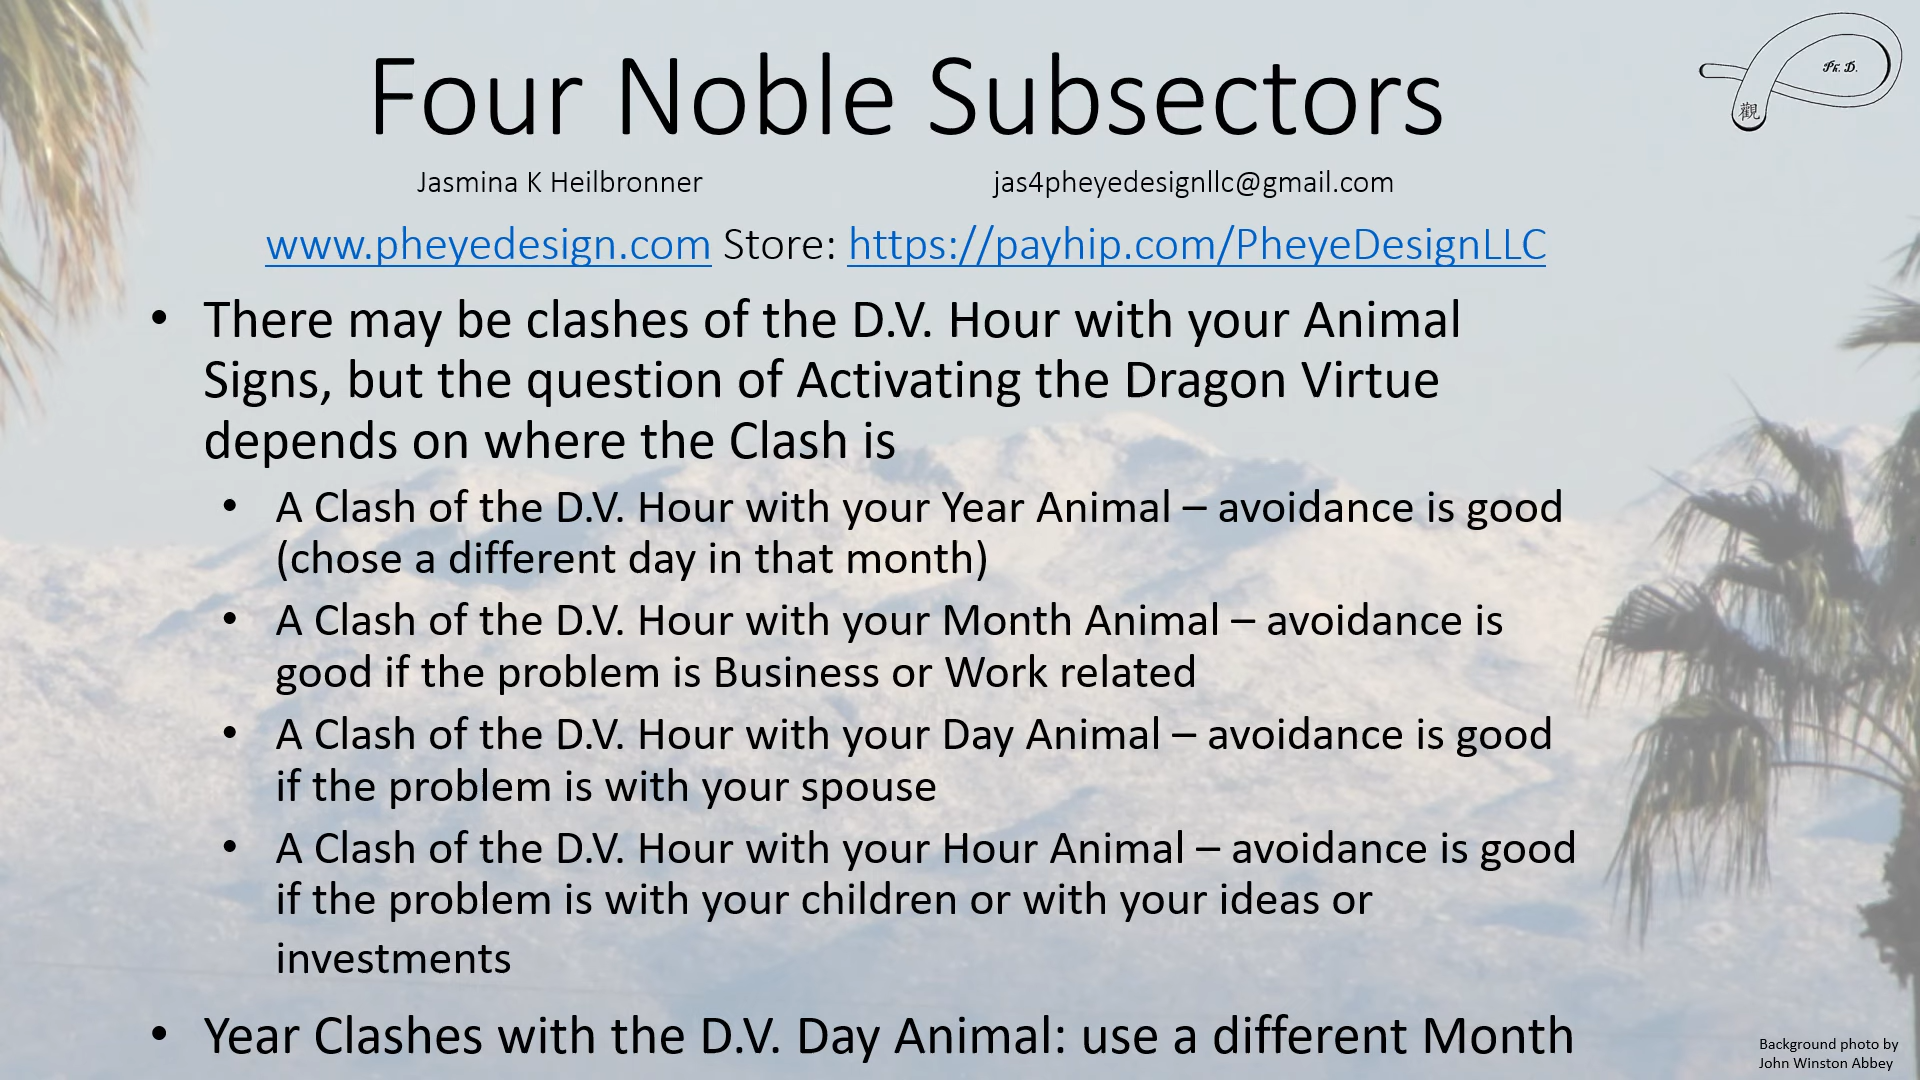 Four Noble Subsectors
Ph. D.
觀
Jasmina K Heilbronner jas4pheyedesignllc@gmail.com
www.pheyedesign.com Store: https://payhip.com/PheyeDesignLLC
• There may be clashes of the D.V. Hour with your Animal
Signs, but the question of Activating the Dragon Virtue
depends on where the Clash is
• A Clash of the D.V. Hour with your Year Animal – avoidance is good
(chose a different day in that month)
• A Clash of the D.V. Hour with your Month Animal – avoidance is
good if the problem is Business or Work related
• A Clash of the D.V. Hour with your Day Animal – avoidance is good
if the problem is with your spouse
• A Clash of the D.V. Hour with your Hour Animal – avoidance is good
if the problem is with your children or with your ideas or
investments
• Year Clashes with the D.V. Day Animal: use a different Month
Background photo by
John Winston Abbey